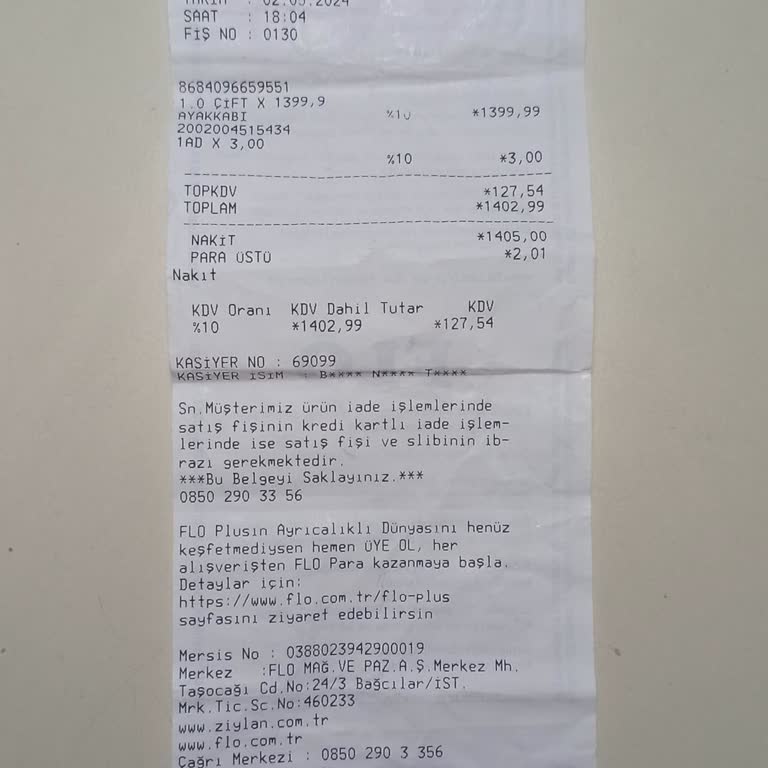 TARİH : 02.05.2024
SAAT : 18:04
FİŞ NO : 0130
8684096659551
1.0 ÇİFT X 1399,9
AYAKKABI %10 *1399,99
2002004515434
1AD X 3,00
%10 *3,00
TOPKDV *127,54
TOPLAM *1402,99
NAKİT *1405,00
PARA ÜSTÜ *2,01
Nakit
KDV Oranı KDV Dahil Tutar KDV
%10 *1402,99 *127,54
KASİYER NO : 69099
KASİYER İSİM : B**** N**** T****
Sn.Müşterimiz ürün iade işlemlerinde
satış fişinin kredi kartlı iade işlem-
lerinde ise satış fişi ve slibinin ib-
razı gerekmektedir.
***Bu Belgeyi Saklayınız.***
0850 290 33 56
FLO Plusın Ayrıcalıklı Dünyasını henüz
keşfetmediysen hemen ÜYE OL, her
alışverişten FLO Para kazanmaya başla.
Detaylar için:
https://www.flo.com.tr/flo-plus
sayfasını ziyaret edebilirsin
Mersis No : 0388023942900019
Merkez :FLO MAĞ.VE PAZ.A.Ş.Merkez Mh.
Taşocağı Cd.No:24/3 Bağcılar/İST.
Mrk.Tic.Sc.No:460233
www.ziylan.com.tr
www.flo.com.tr
Çağrı Merkezi : 0850 290 3 356